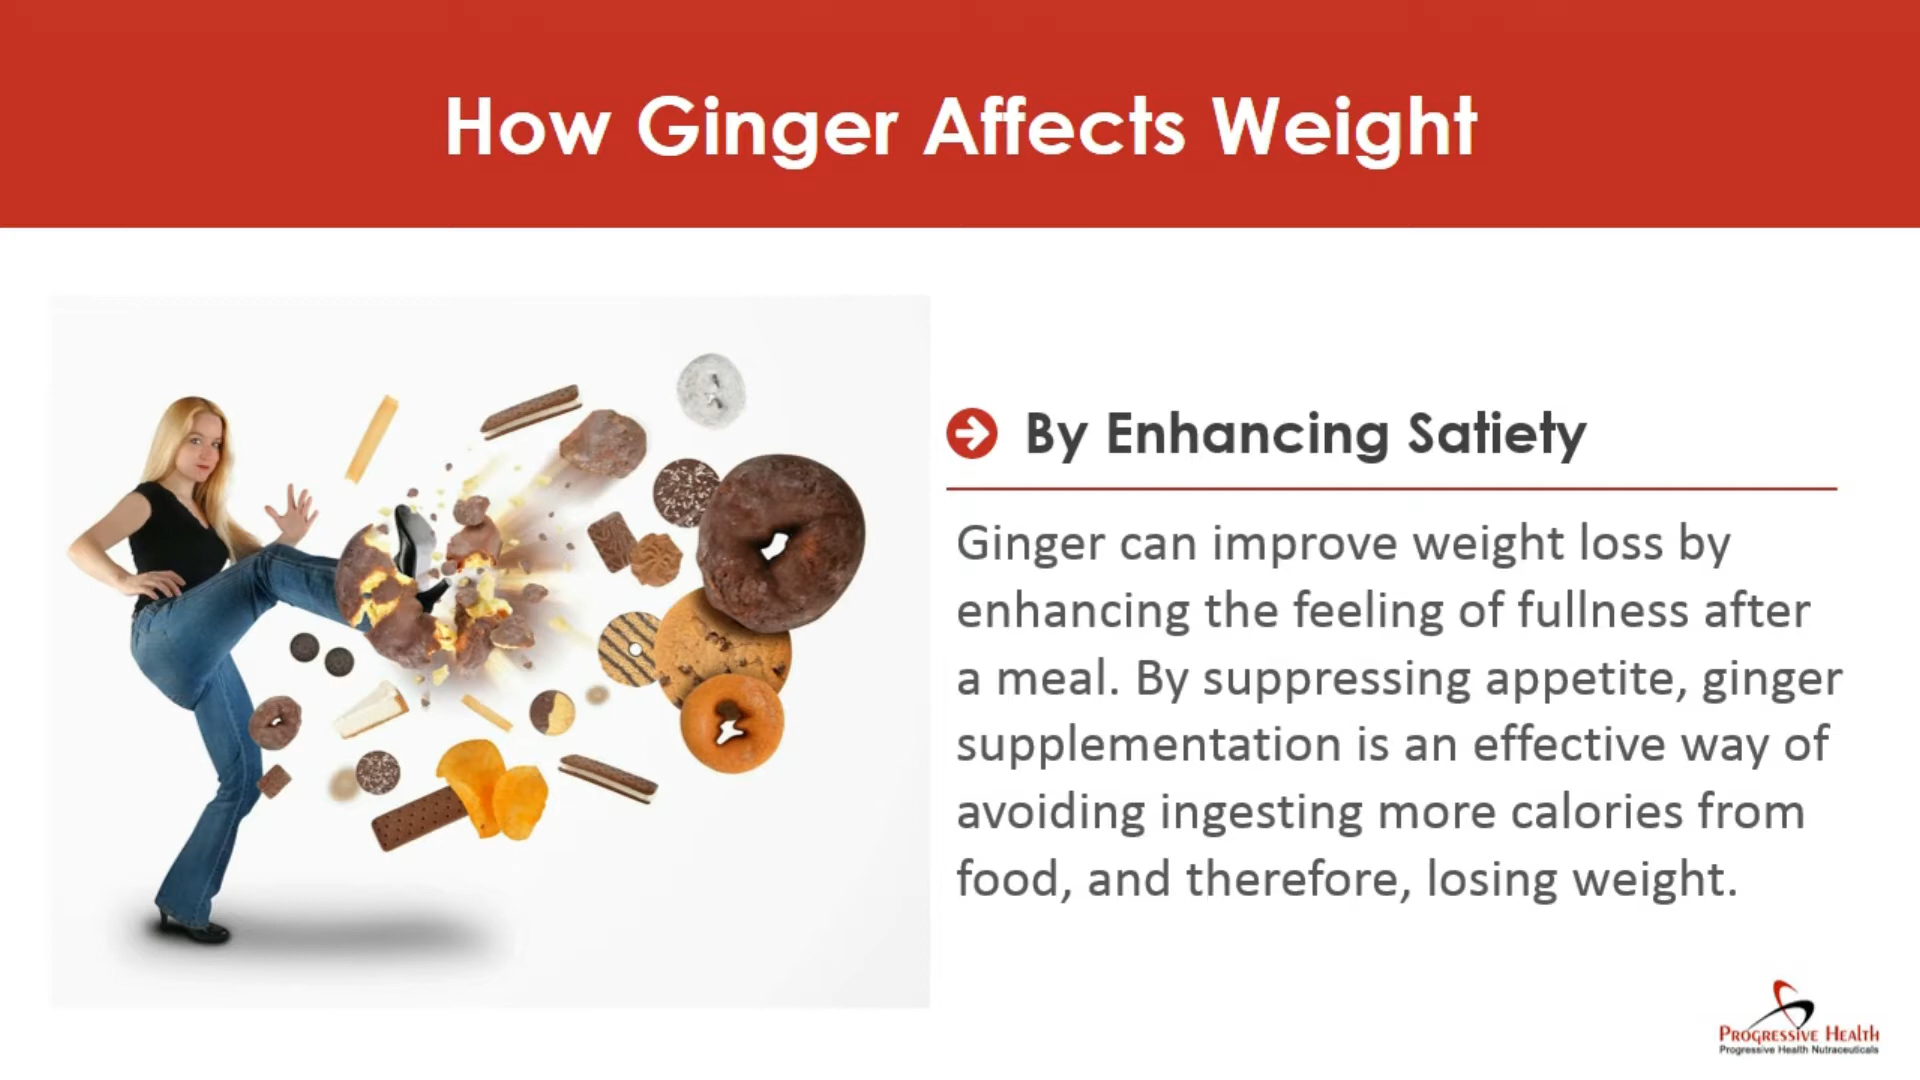 How Ginger Affects Weight
By Enhancing Satiety
Ginger can improve weight loss by
enhancing the feeling of fullness after
a meal. By suppressing appetite, ginger
supplementation is an effective way of
avoiding ingesting more calories from
food, and therefore, losing weight.
Progressive Health
Progressive Health Nutraceuticals